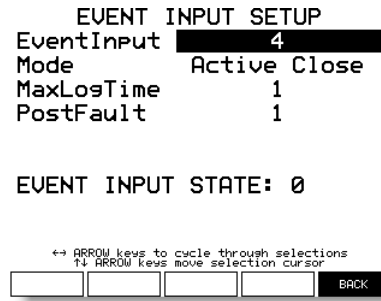 EVENT INPUT SETUP
EventInput 4
Mode Active Close
MaxLogTime 1
PostFault 1
EVENT INPUT STATE: 0
↔ ARROW keys to cycle through selections
↑↓ ARROW keys move selection cursor
BACK